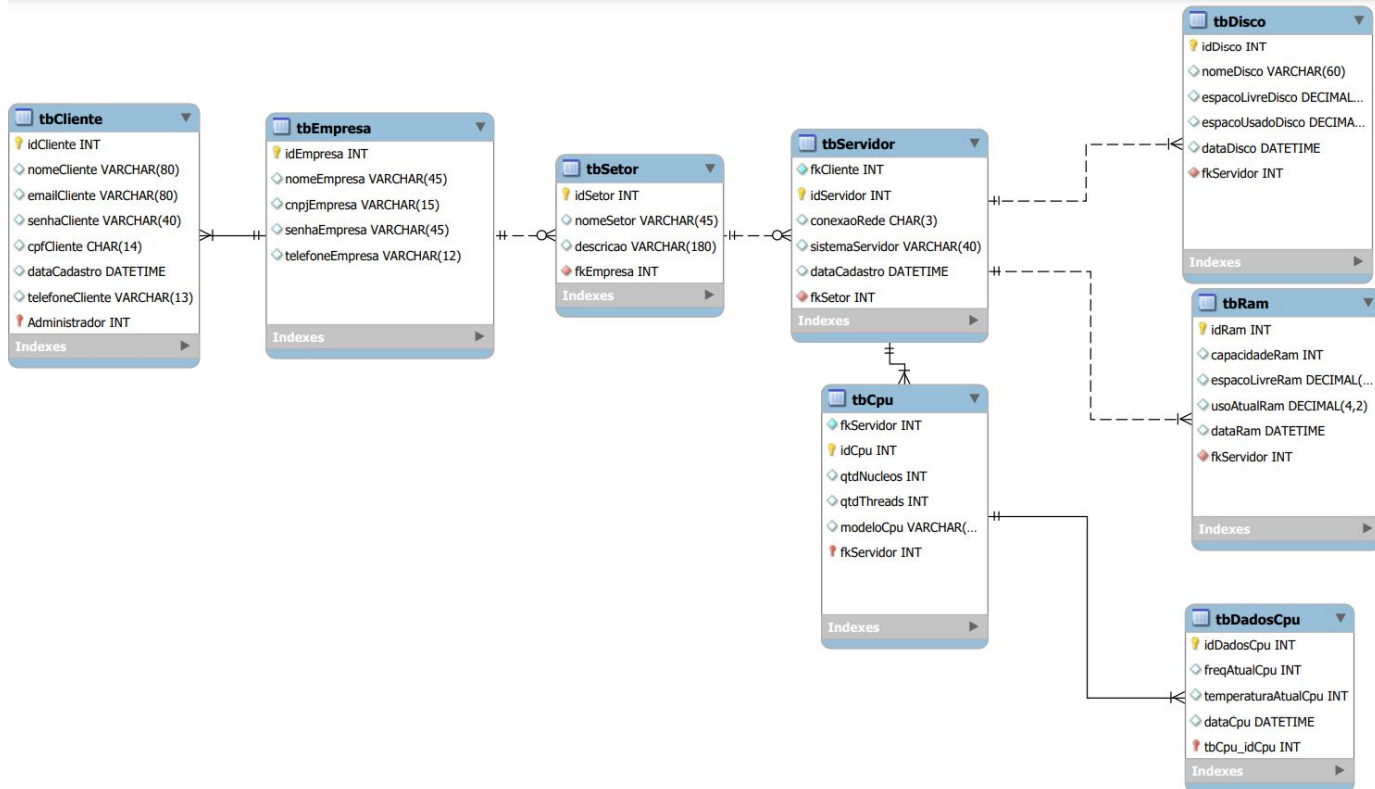 tbCliente
idCliente INT
nomeCliente VARCHAR(80)
emailCliente VARCHAR(80)
senhaCliente VARCHAR(40)
cpfCliente CHAR(14)
dataCadastro DATETIME
telefoneCliente VARCHAR(13)
Administrador INT
Indexes
tbEmpresa
idEmpresa INT
nomeEmpresa VARCHAR(45)
cnpjEmpresa VARCHAR(15)
senhaEmpresa VARCHAR(45)
telefoneEmpresa VARCHAR(12)
Indexes
tbSetor
idSetor INT
nomeSetor VARCHAR(45)
descricao VARCHAR(180)
fkEmpresa INT
Indexes
tbServidor
fkCliente INT
idServidor INT
conexaoRede CHAR(3)
sistemaServidor VARCHAR(40)
dataCadastro DATETIME
fkSetor INT
Indexes
tbCpu
fkServidor INT
idCpu INT
qtdNucleos INT
qtdThreads INT
modeloCpu VARCHAR(...
fkServidor INT
Indexes
tbDisco
idDisco INT
nomeDisco VARCHAR(60)
espacoLivreDisco DECIMAL...
espacoUsadoDisco DECIMA...
dataDisco DATETIME
fkServidor INT
Indexes
tbRam
idRam INT
capacidadeRam INT
espacoLivreRam DECIMAL(...
usoAtualRam DECIMAL(4,2)
dataRam DATETIME
fkServidor INT
Indexes
tbDadosCpu
idDadosCpu INT
freqAtualCpu INT
temperaturaAtualCpu INT
dataCpu DATETIME
tbCpu_idCpu INT
Indexes